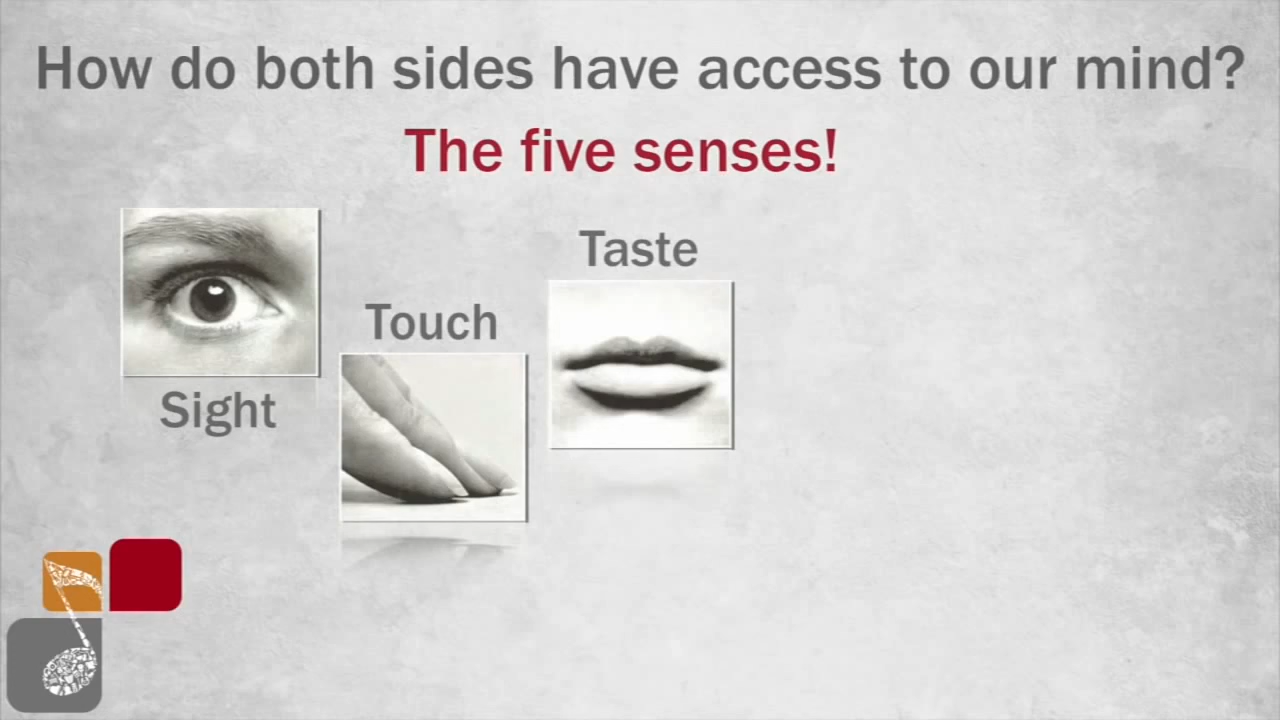 How do both sides have access to our mind?
The five senses!
Sight
Touch
Taste